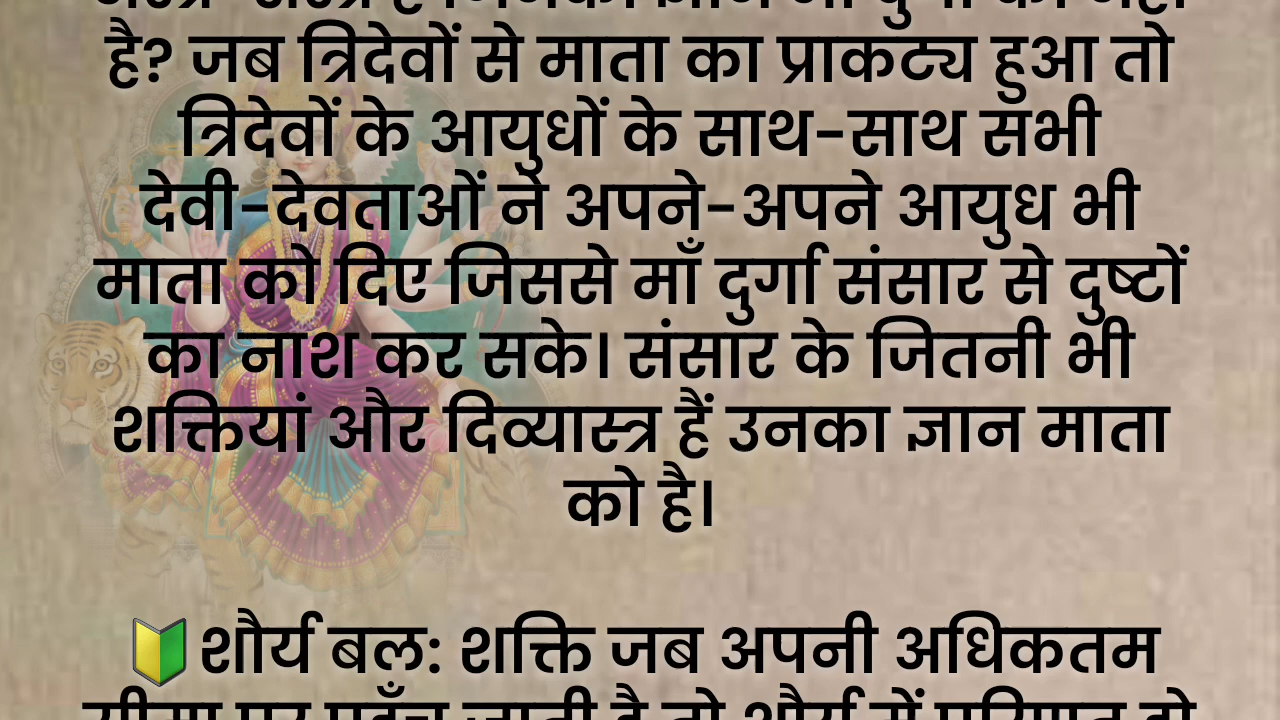 है? जब त्रिदेवों से माता का प्राकट्य हुआ तो
त्रिदेवों के आयुधों के साथ-साथ सभी
देवी-देवताओं ने अपने-अपने आयुध भी
माता को दिए जिससे माँ दुर्गा संसार से दुष्टों
का नाश कर सके। संसार के जितनी भी
शक्तियां और दिव्यास्त्र हैं उनका ज्ञान माता
को है।
🔰 शौर्य बल: शक्ति जब अपनी अधिकतम